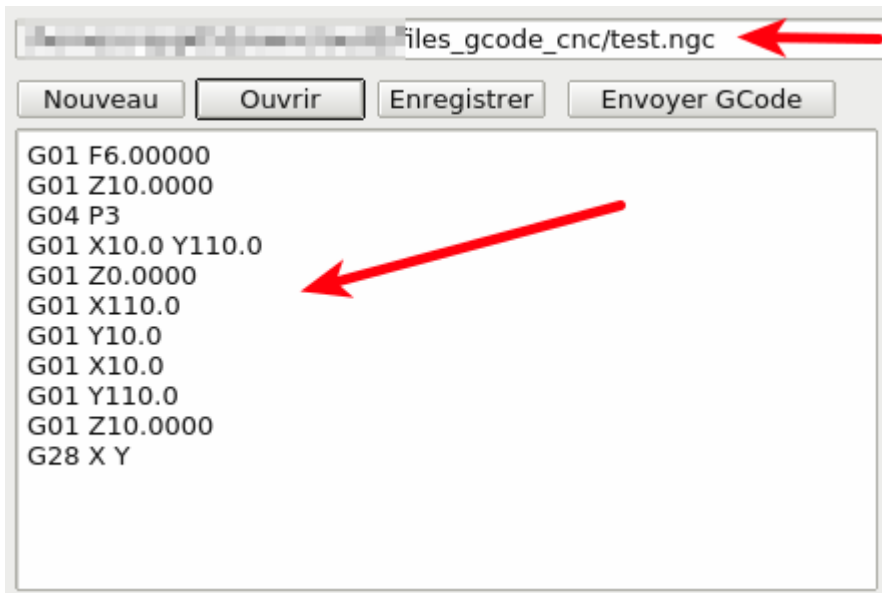 files_gcode_cnc/test.ngc
Nouveau Ouvrir Enregistrer Envoyer GCode
G01 F6.00000
G01 Z10.0000
G04 P3
G01 X10.0 Y110.0
G01 Z0.0000
G01 X110.0
G01 Y10.0
G01 X10.0
G01 Y110.0
G01 Z10.0000
G28 X Y